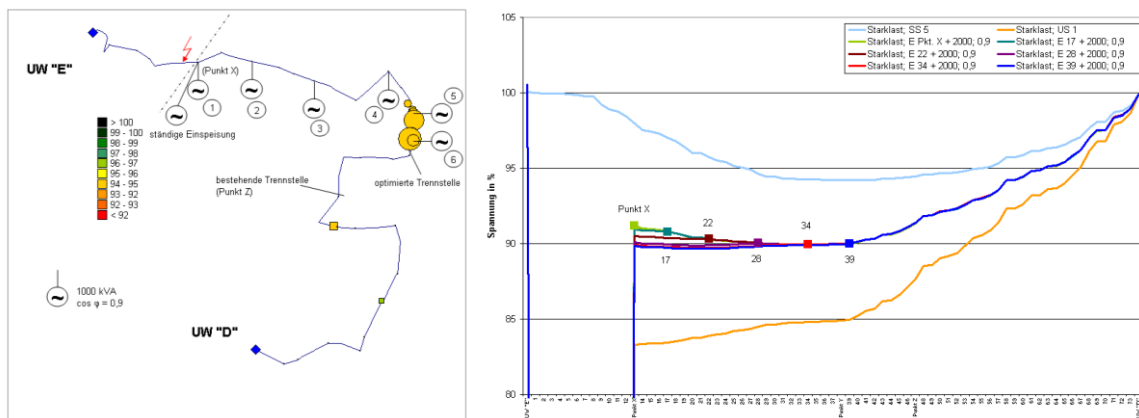 UW "E"
(Punkt X)
1
2
3
4
5
6
ständige Einspeisung
> 100
99 - 100
98 - 99
97 - 98
96 - 97
95 - 96
94 - 95
93 - 92
92 - 93
< 92
bestehende Trennstelle
(Punkt Z)
optimierte Trennstelle
1000 kVA
cos φ = 0,9
UW "D"
Spannung in %
100
95
90
85
80
Starklast; SS 5
Starklast; US 1
Starklast; E Pkt. X + 2000; 0,9
Starklast; E 17 + 2000; 0,9
Starklast; E 22 + 2000; 0,9
Starklast; E 28 + 2000; 0,9
Starklast; E 34 + 2000; 0,9
Starklast; E 39 + 2000; 0,9
Punkt X
17
22
28
34
39